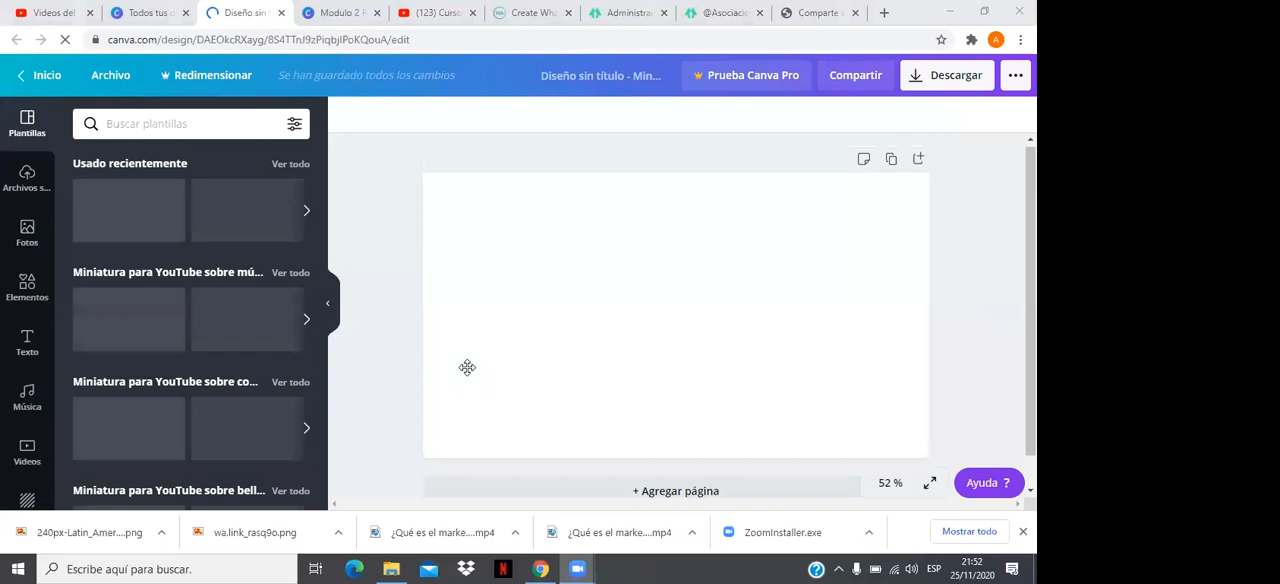 Videos del
Todos tus o
Diseño sin
Modulo 2 F
(123) Curso
Create Wha
Administra
@Asociacio
Comparte v
canva.com/design/DAEOkcRXayg/8S4TTnJ9zPiqbjIPoKQouA/edit
A
Inicio
Archivo
Redimensionar
Se han guardado todos los cambios
Diseño sin título - Min...
Prueba Canva Pro
Compartir
Descargar
Plantillas
Archivos s...
Fotos
Elementos
Texto
Música
Videos
Buscar plantillas
Usado recientemente
Ver todo
Miniatura para YouTube sobre mú...
Ver todo
Miniatura para YouTube sobre co...
Ver todo
Miniatura para YouTube sobre bell...
Ver todo
+ Agregar página
52 %
Ayuda ?
240px-Latin_Amer....png
wa.link_rasq9o.png
¿Qué es el marke....mp4
¿Qué es el marke....mp4
ZoomInstaller.exe
Mostrar todo
Escribe aquí para buscar.
ESP
21:52
25/11/2020